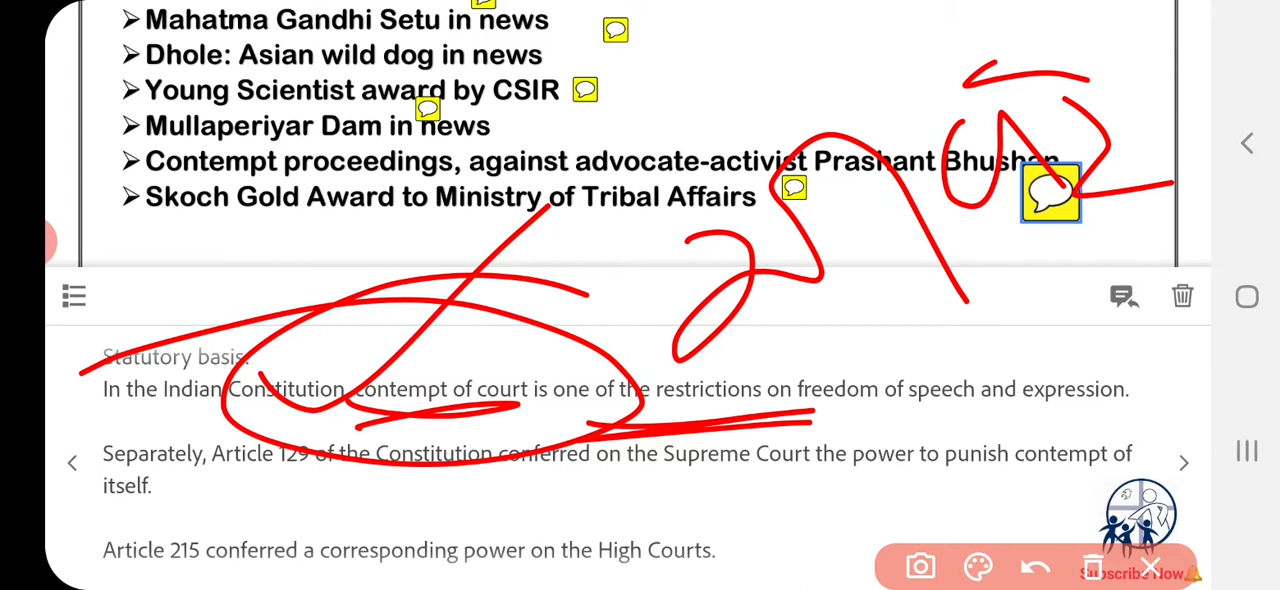 ➢Mahatma Gandhi Setu in news
➢Dhole: Asian wild dog in news
➢Young Scientist award by CSIR
➢Mullaperiyar Dam in news
➢Contempt proceedings, against advocate-activist Prashant Bhushan
➢Skoch Gold Award to Ministry of Tribal Affairs
Statutory basis:
In the Indian Constitution, contempt of court is one of the restrictions on freedom of speech and expression.
Separately, Article 129 of the Constitution conferred on the Supreme Court the power to punish contempt of
itself.
Article 215 conferred a corresponding power on the High Courts.
Subscribe Now